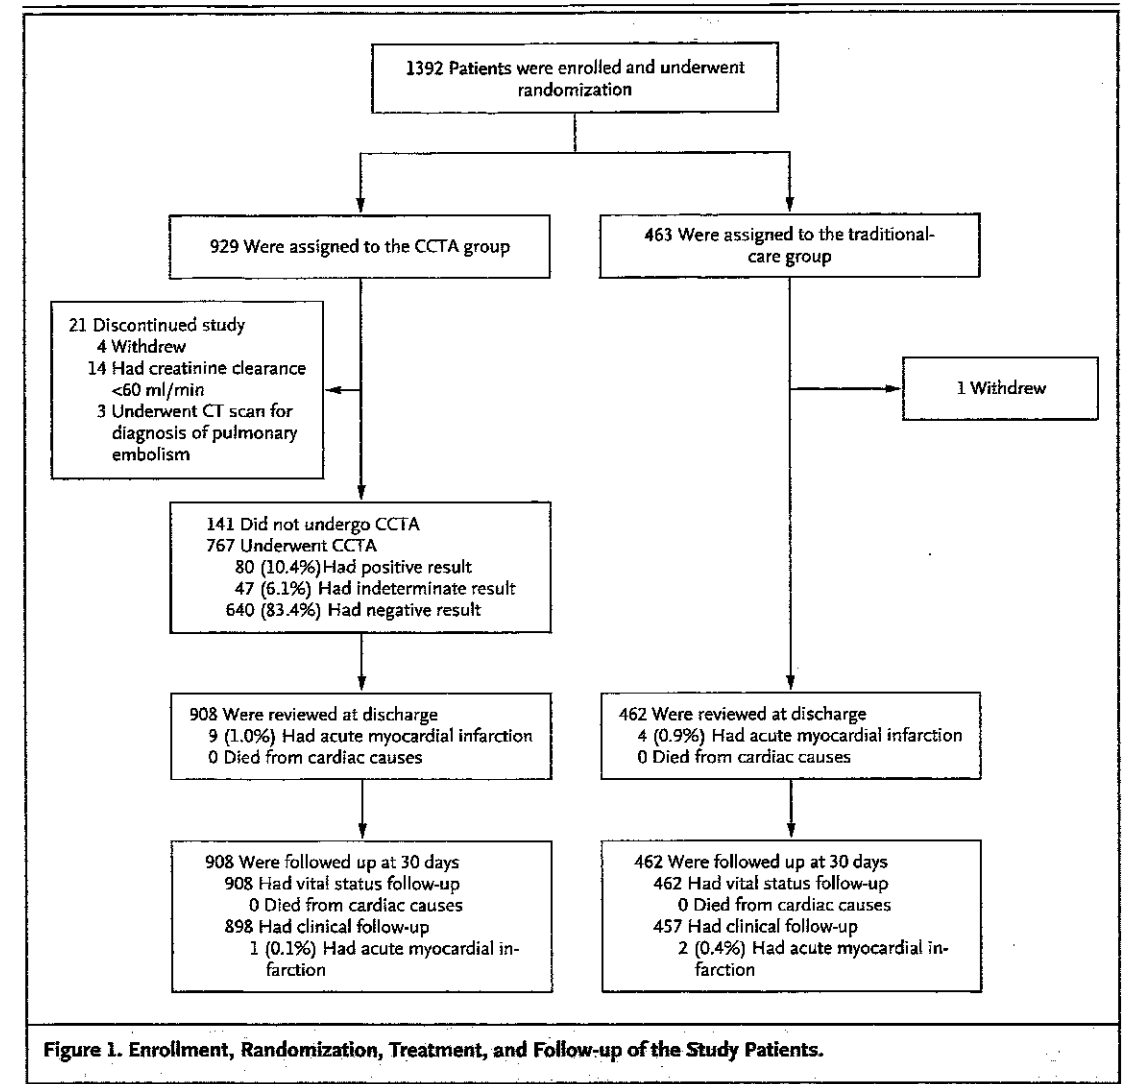 1392 Patients were enrolled and underwent
randomization
929 Were assigned to the CCTA group
463 Were assigned to the traditional-
care group
21 Discontinued study
4 Withdrew
14 Had creatinine clearance
<60 ml/min
3 Underwent CT scan for
diagnosis of pulmonary
embolism
1 Withdrew
141 Did not undergo CCTA
767 Underwent CCTA
80 (10.4%)Had positive result
47 (6.1%) Had indeterminate result
640 (83.4%) Had negative result
908 Were reviewed at discharge
9 (1.0%) Had acute myocardial infarction
0 Died from cardiac causes
462 Were reviewed at discharge
4 (0.9%) Had acute myocardial infarction
0 Died from cardiac causes
908 Were followed up at 30 days
908 Had vital status follow-up
0 Died from cardiac causes
898 Had clinical follow-up
1 (0.1%) Had acute myocardial in-
farction
462 Were followed up at 30 days
462 Had vital status follow-up
0 Died from cardiac causes
457 Had clinical follow-up
2 (0.4%) Had acute myocardial in-
farction
Figure 1. Enrollment, Randomization, Treatment, and Follow-up of the Study Patients.